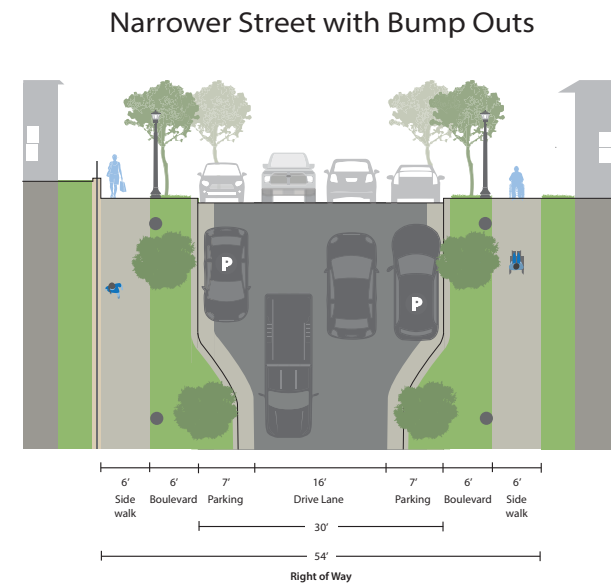 Narrower Street with Bump Outs
P
P
6’ 6’ 7’ 16’ 7’ 6’ 6’
Side Boulevard Parking Drive Lane Parking Boulevard Side
walk walk
30’
54’
Right of Way